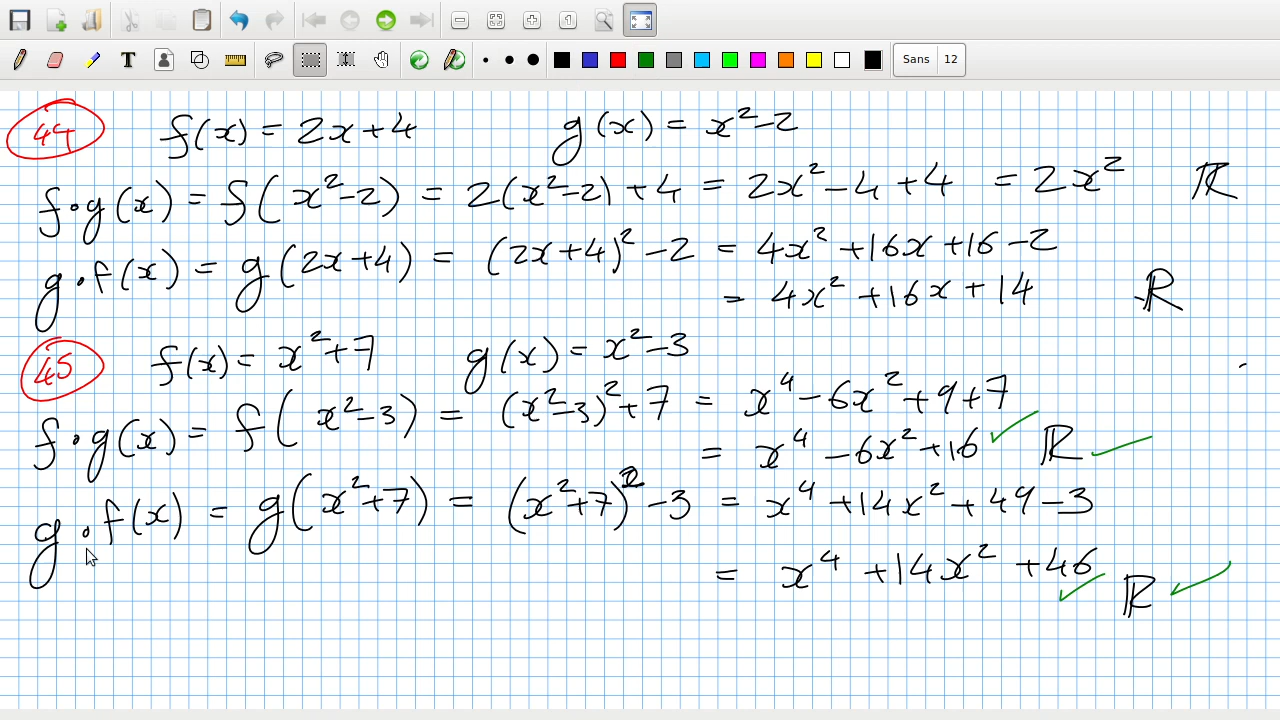 Sans 12
44 f(x) = 2x+4 g(x) = x²-2
f∘g(x) = f(x²-2) = 2(x²-2)+4 = 2x²-4+4 = 2x² ℝ
g∘f(x) = g(2x+4) = (2x+4)²-2 = 4x²+16x+16-2
= 4x²+16x+14 ℝ
45 f(x) = x²+7 g(x) = x²-3
f∘g(x) = f(x²-3) = (x²-3)²+7 = x⁴-6x²+9+7
= x⁴-6x²+16 ✓ ℝ ✓
g∘f(x) = g(x²+7) = (x²+7)²-3 = x⁴+14x²+49-3
= x⁴+14x²+46 ✓ ℝ ✓